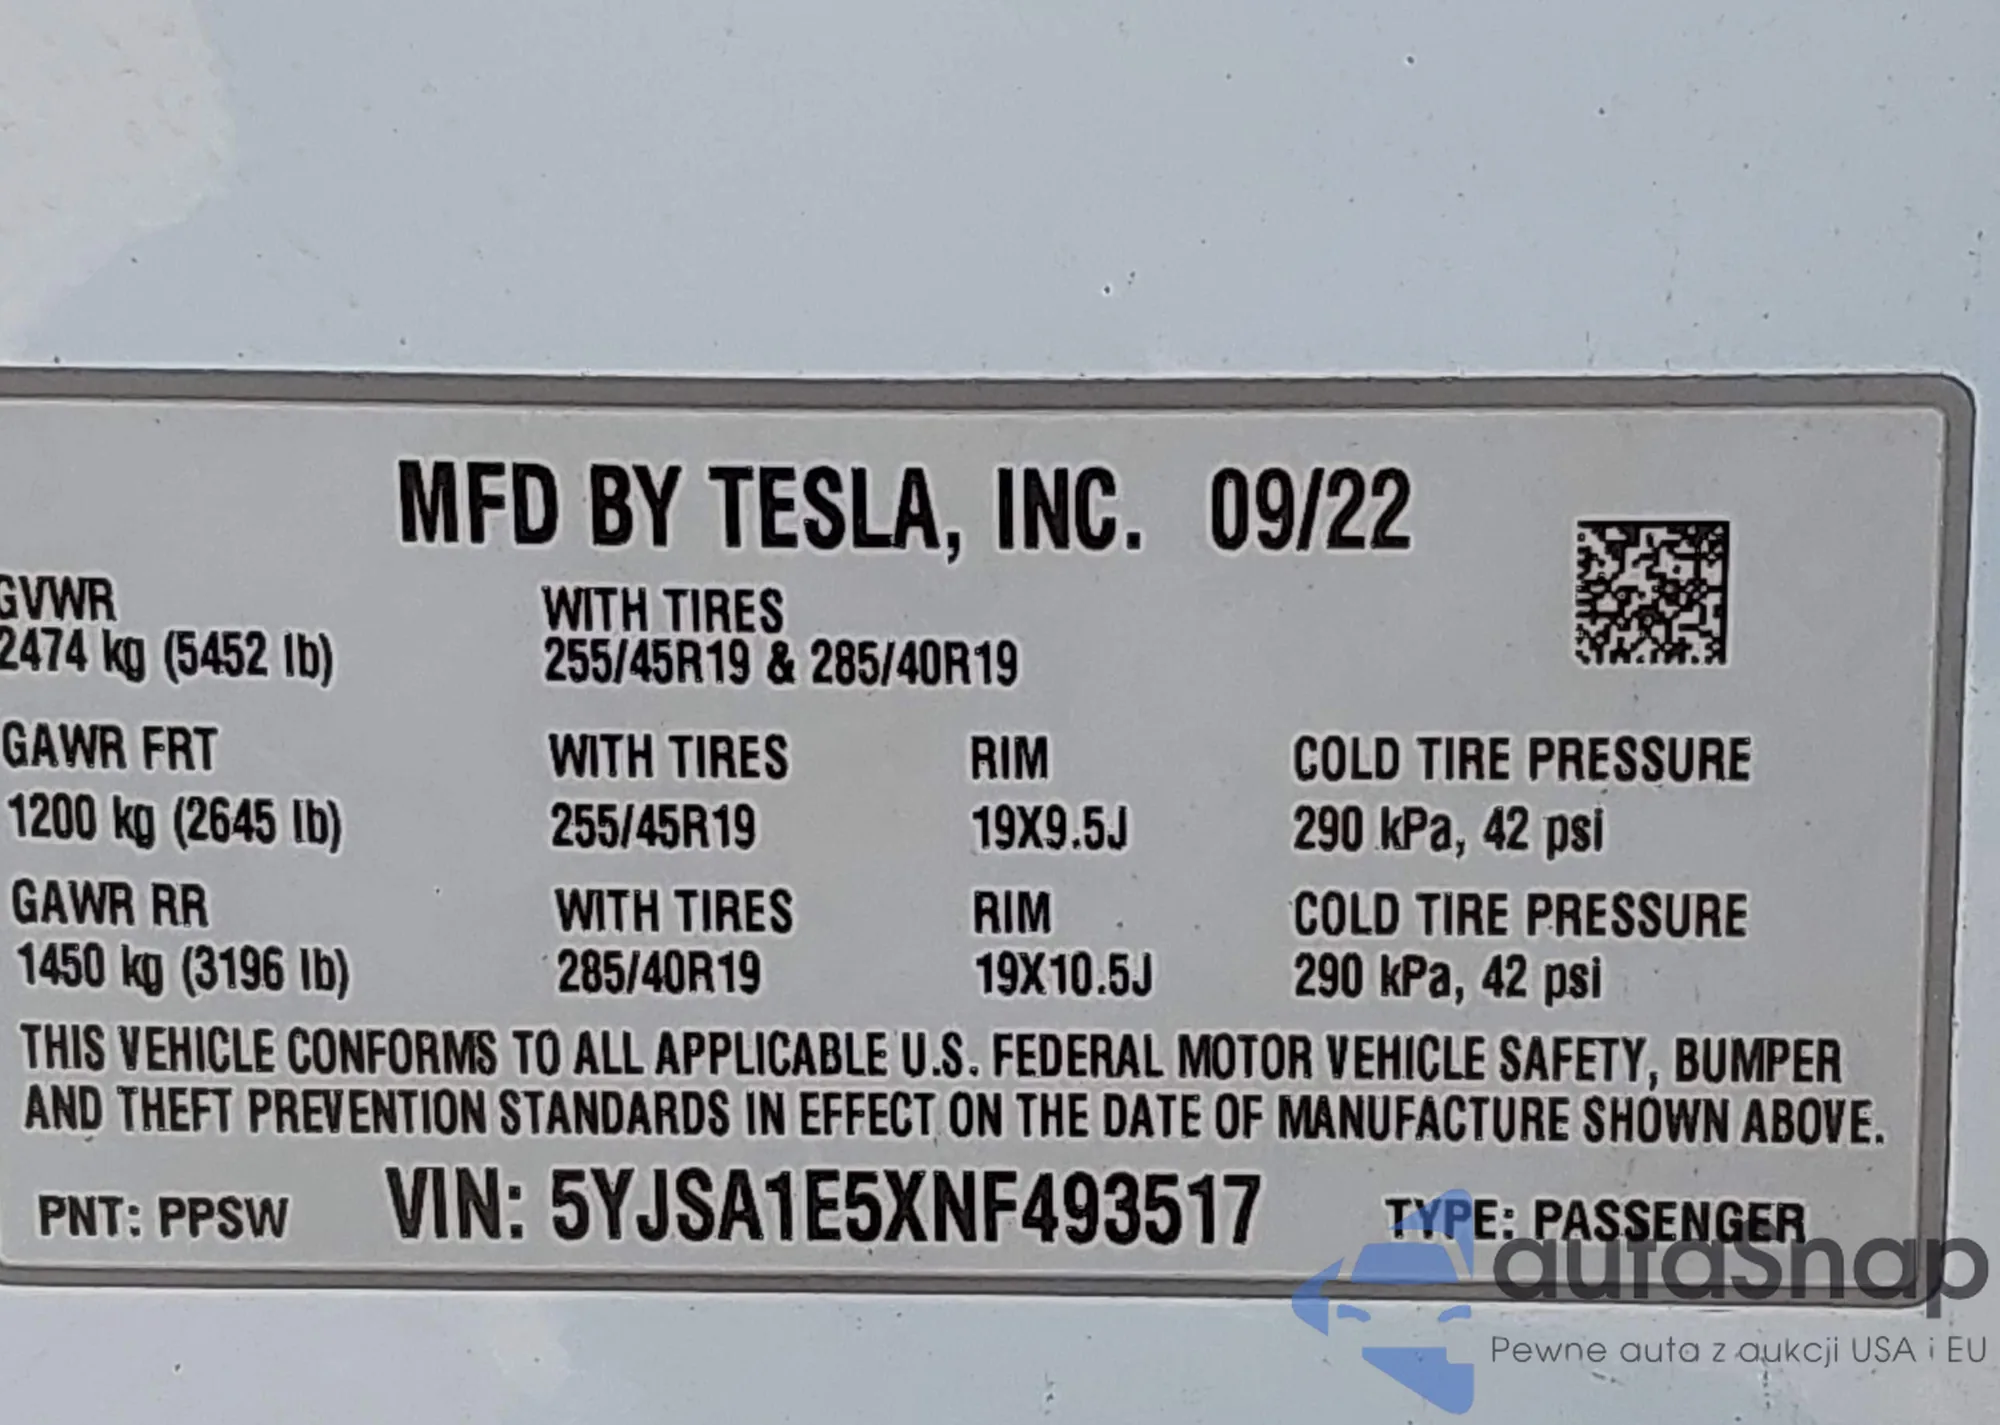 MFD BY TESLA, INC. 09/22
GVWR WITH TIRES
2474 kg (5452 lb) 255/45R19 & 285/40R19
GAWR FRT WITH TIRES RIM COLD TIRE PRESSURE
1200 kg (2645 lb) 255/45R19 19X9.5J 290 kPa, 42 psi
GAWR RR WITH TIRES RIM COLD TIRE PRESSURE
1450 kg (3196 lb) 285/40R19 19X10.5J 290 kPa, 42 psi
THIS VEHICLE CONFORMS TO ALL APPLICABLE U.S. FEDERAL MOTOR VEHICLE SAFETY, BUMPER
AND THEFT PREVENTION STANDARDS IN EFFECT ON THE DATE OF MANUFACTURE SHOWN ABOVE.
PNT: PPSW VIN: 5YJSA1E5XNF493517 TYPE: PASSENGER
autaSnap
Pewne auta z aukcji USA i EU